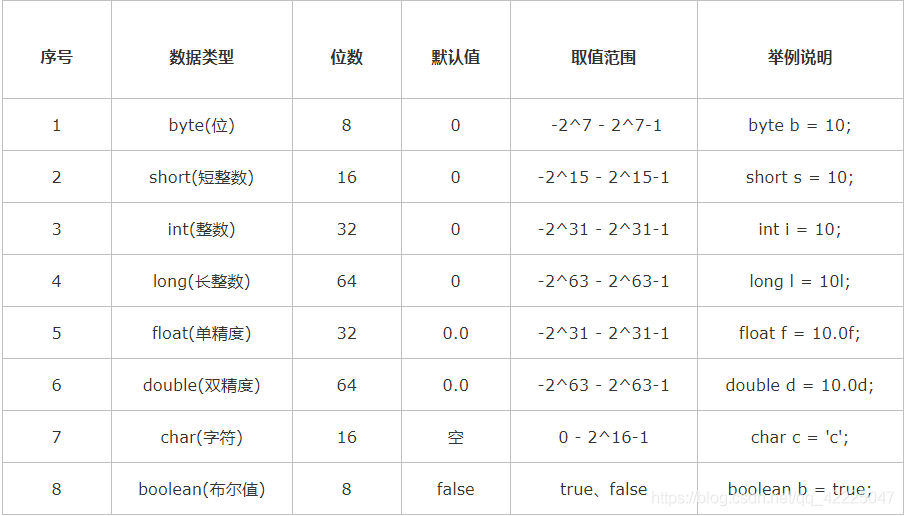 序号 数据类型 位数 默认值 取值范围 举例说明
1 byte(位) 8 0 -2^7 - 2^7-1 byte b = 10;
2 short(短整数) 16 0 -2^15 - 2^15-1 short s = 10;
3 int(整数) 32 0 -2^31 - 2^31-1 int i = 10;
4 long(长整数) 64 0 -2^63 - 2^63-1 long l = 10l;
5 float(单精度) 32 0.0 -2^31 - 2^31-1 float f = 10.0f;
6 double(双精度) 64 0.0 -2^63 - 2^63-1 double d = 10.0d;
7 char(字符) 16 空 0 - 2^16-1 char c = 'c';
8 boolean(布尔值) 8 false true、false boolean b = true;
https://blog.csdn.net/qq_42225047